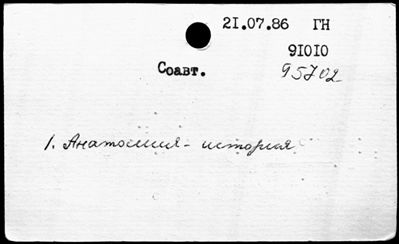 21.07.86 ГН
91010
Соавт. 95702
1. Анатомия - история